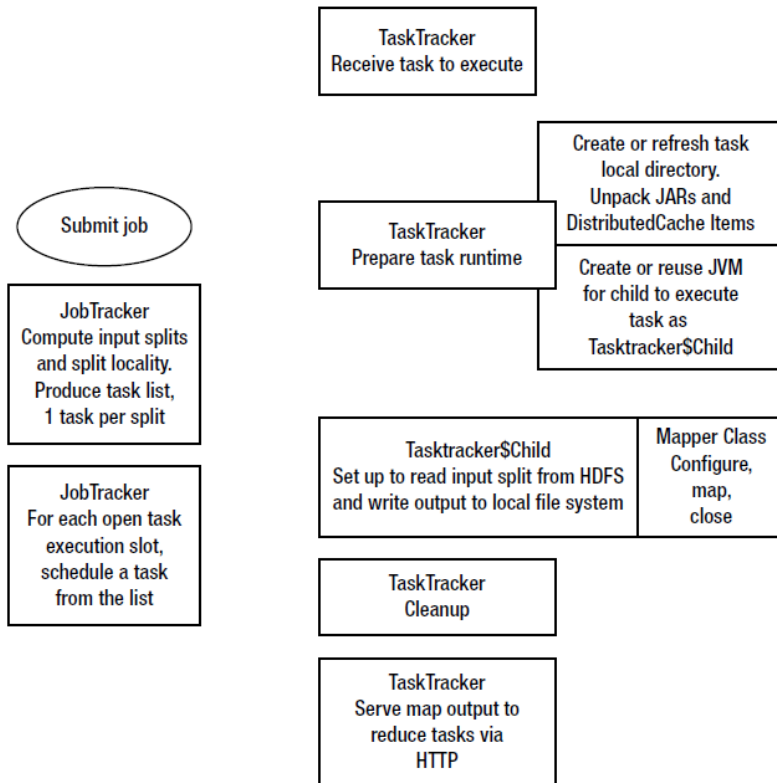 Submit job
JobTracker
Compute input splits
and split locality.
Produce task list,
1 task per split
JobTracker
For each open task
execution slot,
schedule a task
from the list
TaskTracker
Receive task to execute
TaskTracker
Prepare task runtime
Create or refresh task
local directory.
Unpack JARs and
DistributedCache Items
Create or reuse JVM
for child to execute
task as
Tasktracker$Child
Tasktracker$Child
Set up to read input split from HDFS
and write output to local file system
Mapper Class
Configure,
map,
close
TaskTracker
Cleanup
TaskTracker
Serve map output to
reduce tasks via
HTTP